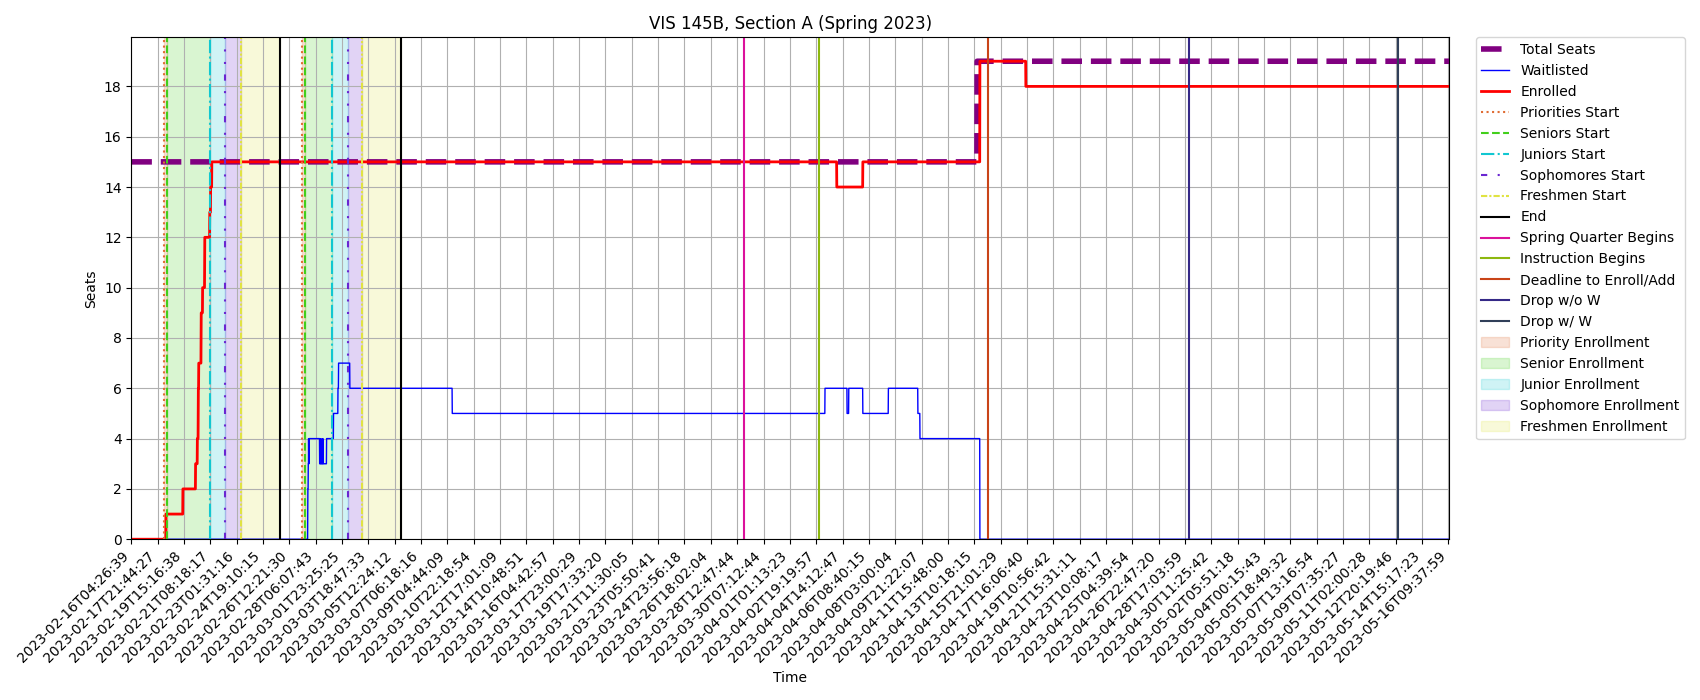 VIS 145B, Section A (Spring 2023)
Seats
18
16
14
12
10
8
6
4
2
0
2023-02-16T04:26:39
2023-02-17T21:44:27
2023-02-19T15:16:38
2023-02-21T08:18:17
2023-02-23T01:31:16
2023-02-24T19:10:15
2023-02-26T12:21:30
2023-02-28T06:07:43
2023-03-01T23:25:25
2023-03-03T18:47:33
2023-03-05T12:24:12
2023-03-07T06:18:16
2023-03-09T04:44:09
2023-03-10T22:18:54
2023-03-12T17:01:09
2023-03-14T10:48:51
2023-03-16T04:42:57
2023-03-17T23:00:29
2023-03-19T17:33:20
2023-03-21T11:30:05
2023-03-23T05:50:41
2023-03-24T23:56:18
2023-03-26T18:02:04
2023-03-28T12:47:44
2023-03-30T07:12:44
2023-04-01T01:13:23
2023-04-02T19:19:57
2023-04-04T14:12:47
2023-04-06T08:40:15
2023-04-08T03:00:04
2023-04-09T21:22:07
2023-04-11T15:48:00
2023-04-13T10:18:15
2023-04-15T21:01:29
2023-04-17T16:06:40
2023-04-19T10:56:42
2023-04-21T15:31:11
2023-04-23T10:08:17
2023-04-25T04:39:54
2023-04-26T22:47:20
2023-04-28T17:03:59
2023-04-30T11:25:42
2023-05-02T05:51:18
2023-05-04T00:15:43
2023-05-05T18:49:32
2023-05-07T13:16:54
2023-05-09T07:35:27
2023-05-11T02:00:28
2023-05-12T20:19:46
2023-05-14T15:17:23
2023-05-16T09:37:59
Time
Total Seats
Waitlisted
Enrolled
Priorities Start
Seniors Start
Juniors Start
Sophomores Start
Freshmen Start
End
Spring Quarter Begins
Instruction Begins
Deadline to Enroll/Add
Drop w/o W
Drop w/ W
Priority Enrollment
Senior Enrollment
Junior Enrollment
Sophomore Enrollment
Freshmen Enrollment